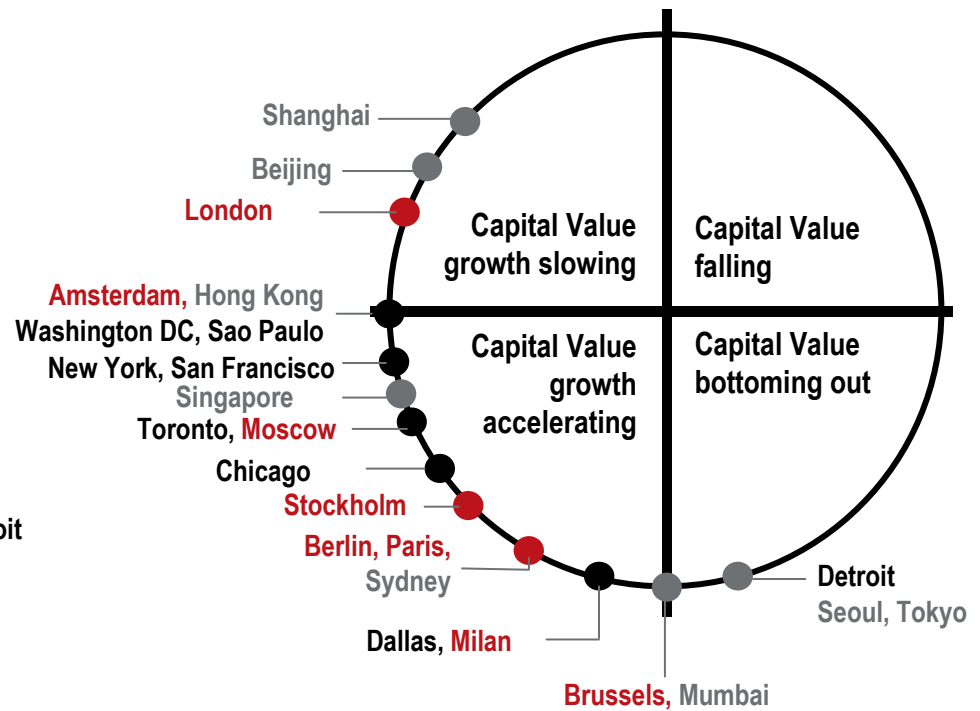 Shanghai
Beijing
London
Capital Value
growth slowing
Capital Value
falling
Amsterdam, Hong Kong
Washington DC, Sao Paulo
New York, San Francisco
Singapore
Toronto, Moscow
Chicago
Stockholm
Berlin, Paris,
Sydney
Dallas, Milan
Brussels, Mumbai
Capital Value
growth
accelerating
Capital Value
bottoming out
Detroit
Seoul, Tokyo
oit